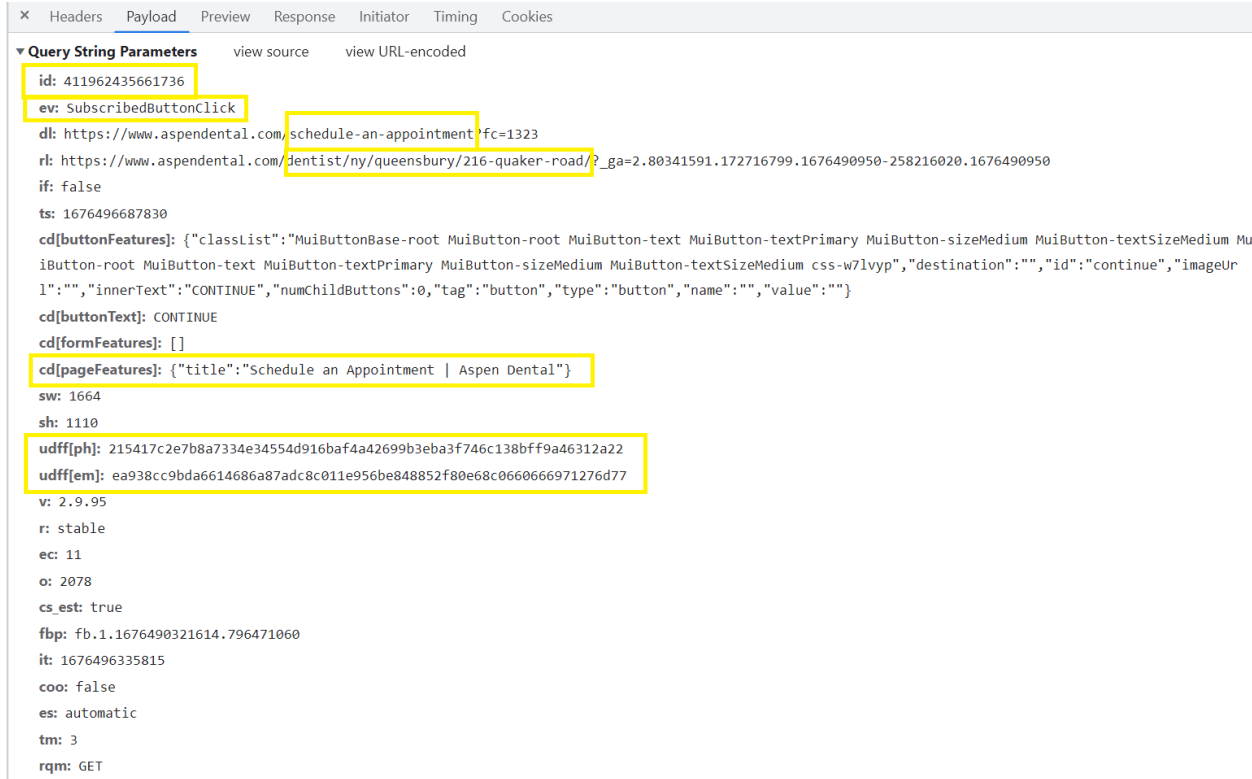 × Headers Payload Preview Response Initiator Timing Cookies
▼ Query String Parameters view source view URL-encoded
id: 411962435661736
ev: SubscribedButtonClick
dl: https://www.aspendental.com/schedule-an-appointment?fc=1323
rl: https://www.aspendental.com/dentist/ny/queensbury/216-quaker-road/?_ga=2.80341591.172716799.1676490950-258216020.1676490950
if: false
ts: 1676496687830
cd[buttonFeatures]: {"classList":"MuiButtonBase-root MuiButton-root MuiButton-text MuiButton-textPrimary MuiButton-sizeMedium MuiButton-textSizeMedium Mu
iButton-root MuiButton-text MuiButton-textPrimary MuiButton-sizeMedium MuiButton-textSizeMedium css-w7lvyp","destination":"","id":"continue","imageUr
l":"","innerText":"CONTINUE","numChildButtons":0,"tag":"button","type":"button","name":"","value":""}
cd[buttonText]: CONTINUE
cd[formFeatures]: []
cd[pageFeatures]: {"title":"Schedule an Appointment | Aspen Dental"}
sw: 1664
sh: 1110
udff[ph]: 215417c2e7b8a7334e34554d916baf4a42699b3eba3f746c138bff9a46312a22
udff[em]: ea938cc9bda6614686a87adc8c011e956be848852f80e68c0660666971276d77
v: 2.9.95
r: stable
ec: 11
o: 2078
cs_est: true
fbp: fb.1.1676490321614.796471060
it: 1676496335815
coo: false
es: automatic
tm: 3
rqm: GET